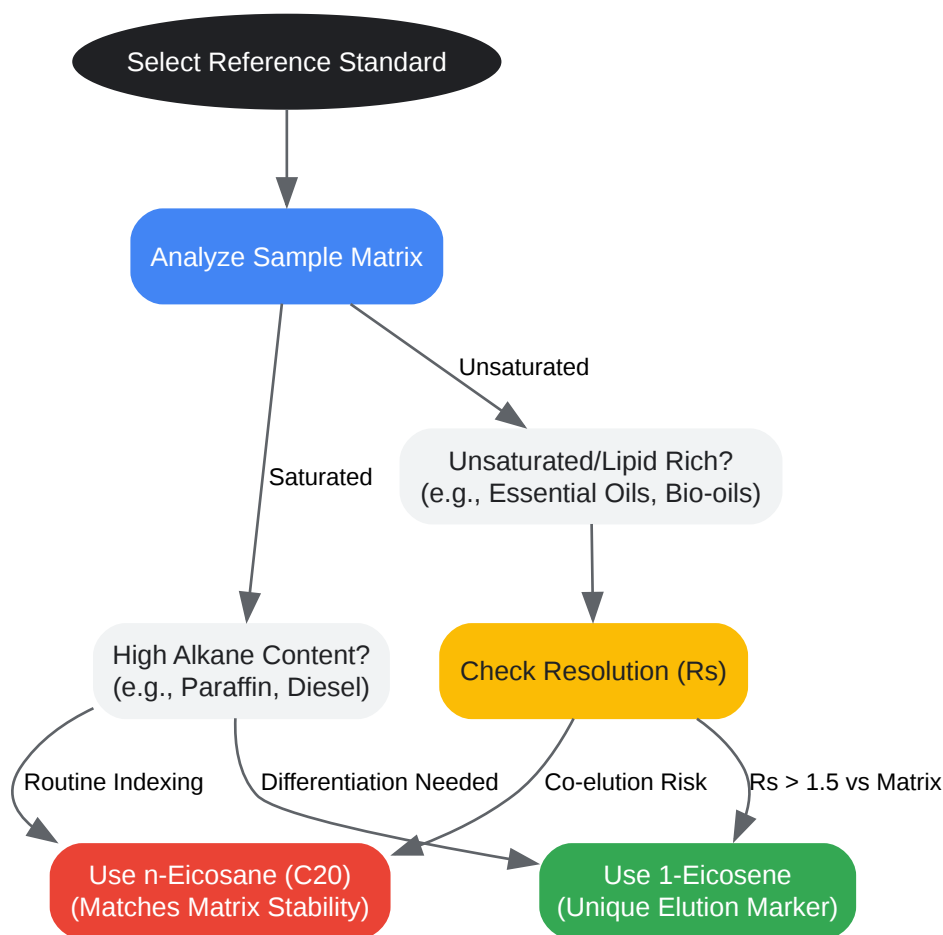 Select Reference Standard
Analyze Sample Matrix
Unsaturated
Saturated
Unsaturated/Lipid Rich?
(e.g., Essential Oils, Bio-oils)
High Alkane Content?
(e.g., Paraffin, Diesel)
Check Resolution (Rs)
Routine Indexing
Differentiation Needed
Co-elution Risk
Rs > 1.5 vs Matrix
Use n-Eicosane (C20)
(Matches Matrix Stability)
Use 1-Eicosene
(Unique Elution Marker)